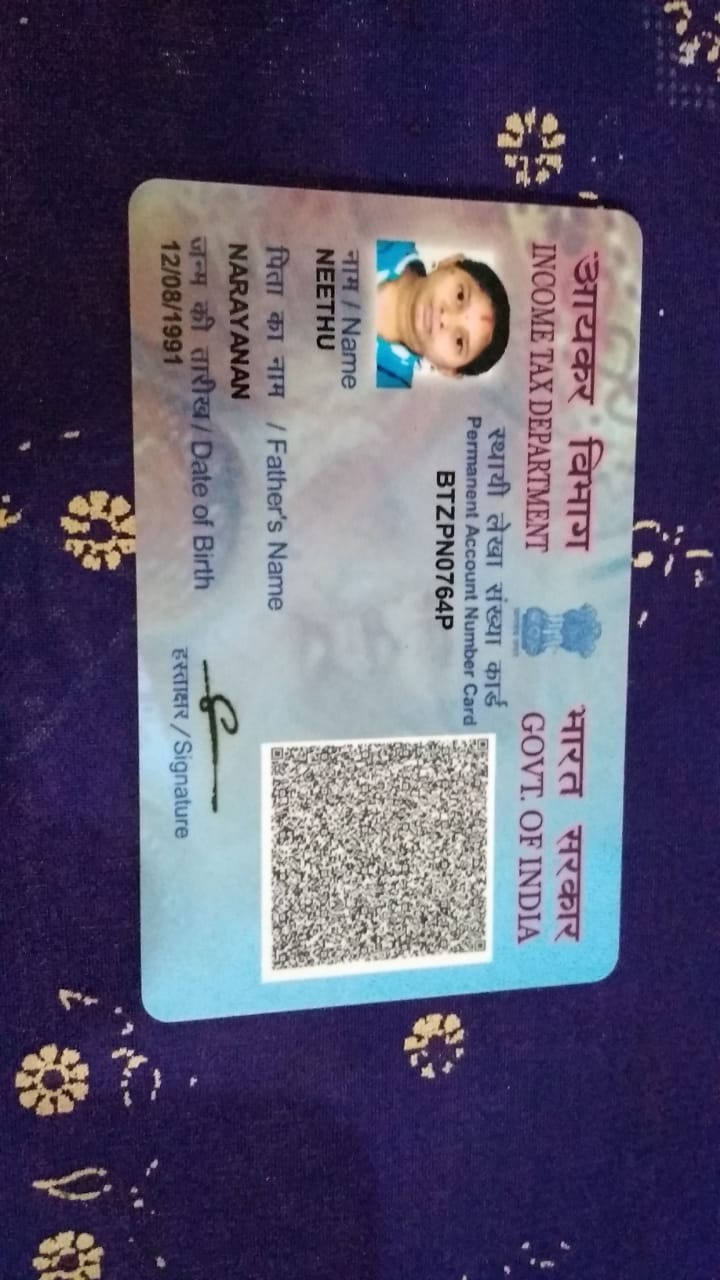 आयकर विभाग
INCOME TAX DEPARTMENT
भारत सरकार
GOVT. OF INDIA
स्थायी लेखा संख्या कार्ड
Permanent Account Number Card
BTZPN0764P
नाम / Name
NEETHU
पिता का नाम / Father's Name
NARAYANAN
जन्म की तारीख / Date of Birth
12/08/1991
हस्ताक्षर / Signature